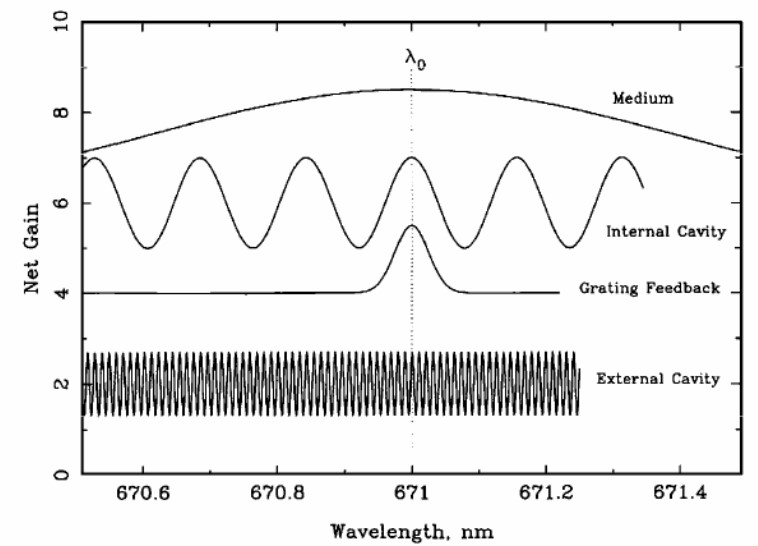 10
λ0
Medium
8
Internal Cavity
6
Net Gain
Grating Feedback
4
External Cavity
2
0
670.6 670.8 671 671.2 671.4
Wavelength, nm